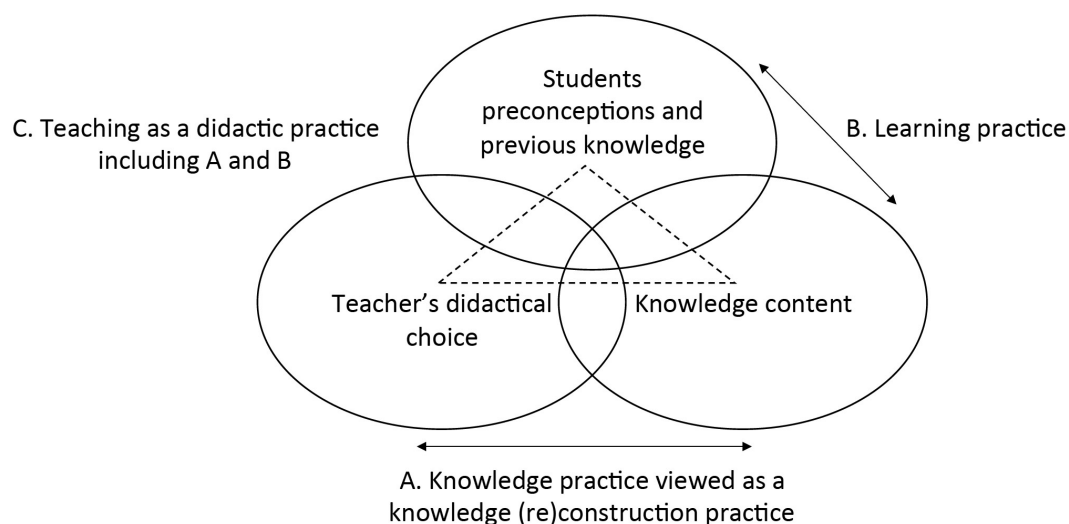 Students
preconceptions and
previous knowledge
C. Teaching as a didactic practice
including A and B
B. Learning practice
Teacher’s didactical
choice
Knowledge content
A. Knowledge practice viewed as a
knowledge (re)construction practice